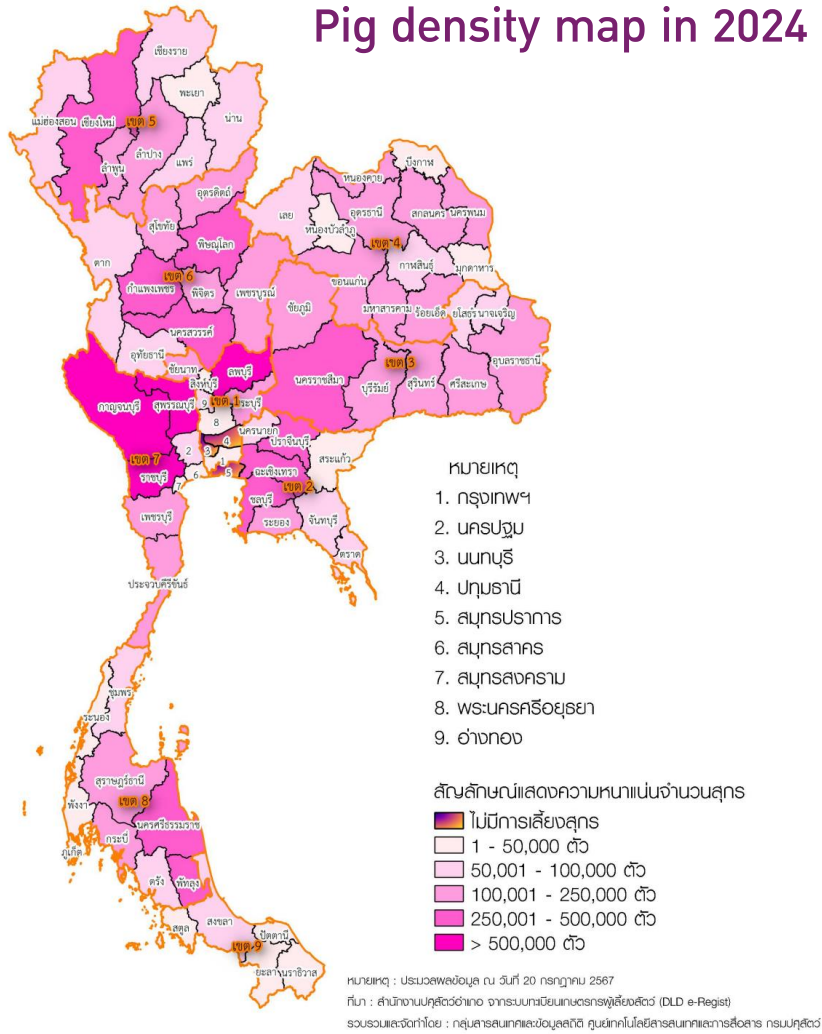 Pig density map in 2024
เชียงราย
พะเยา
แม่ฮ่องสอน
เชียงใหม่
เขต 5
น่าน
ลำปาง
ลำพูน
แพร่
บึงกาฬ
หนองคาย
อุตรดิตถ์
เลย
อุดรธานี
สกลนคร
นครพนม
สุโขทัย
หนองบัวลำภู
พิษณุโลก
เขต 4
ตาก
กาฬสินธุ์
มุกดาหาร
เขต 6
กำแพงเพชร
พิจิตร
เพชรบูรณ์
ขอนแก่น
ชัยภูมิ
มหาสารคาม
ร้อยเอ็ด
ยโสธร
นาจเจริญ
นครสวรรค์
อุทัยธานี
อุบลราชธานี
ชัยนาท
ลพบุรี
เขต 3
สิงห์บุรี
นครราชสีมา
บุรีรัมย์
สุรินทร์
ศรีสะเกษ
กาญจนบุรี
สุพรรณบุรี
9
เขต 1
ระบุรี
8
นครนายก
4
ปราจีนบุรี
2
3
สระแก้ว
เขต 7
1
ราชบุรี
6
5
ฉะเชิงเทรา
7
เขต 2
ชลบุรี
เพชรบุรี
ระยอง
จันทบุรี
ตราด
ประจวบคีรีขันธ์
ชุมพร
ระนอง
สุราษฎร์ธานี
เขต 8
พังงา
นครศรีธรรมราช
กระบี่
ภูเก็ต
ตรัง
พัทลุง
สตูล
สงขลา
ปัตตานี
เขต 9
ยะลา
นราธิวาส
หมายเหตุ
1. กรุงเทพฯ
2. นครปฐม
3. นนทบุรี
4. ปทุมธานี
5. สมุทรปราการ
6. สมุทรสาคร
7. สมุทรสงคราม
8. พระนครศรีอยุธยา
9. อ่างทอง
สัญลักษณ์แสดงความหนาแน่นจำนวนสุกร
ไม่มีการเลี้ยงสุกร
1 - 50,000 ตัว
50,001 - 100,000 ตัว
100,001 - 250,000 ตัว
250,001 - 500,000 ตัว
> 500,000 ตัว
หมายเหตุ : ประมวลผลข้อมูล ณ วันที่ 20 กรกฎาคม 2567
ที่มา : สำนักงานปศุสัตว์อำเภอ จากระบบทะเบียนเกษตรกรผู้เลี้ยงสัตว์ (DLD e-Regist)
รวบรวมและจัดทำโดย : กลุ่มสารสนเทศและข้อมูลสถิติ ศูนย์เทคโนโลยีสารสนเทศและการสื่อสาร กรมปศุสัตว์